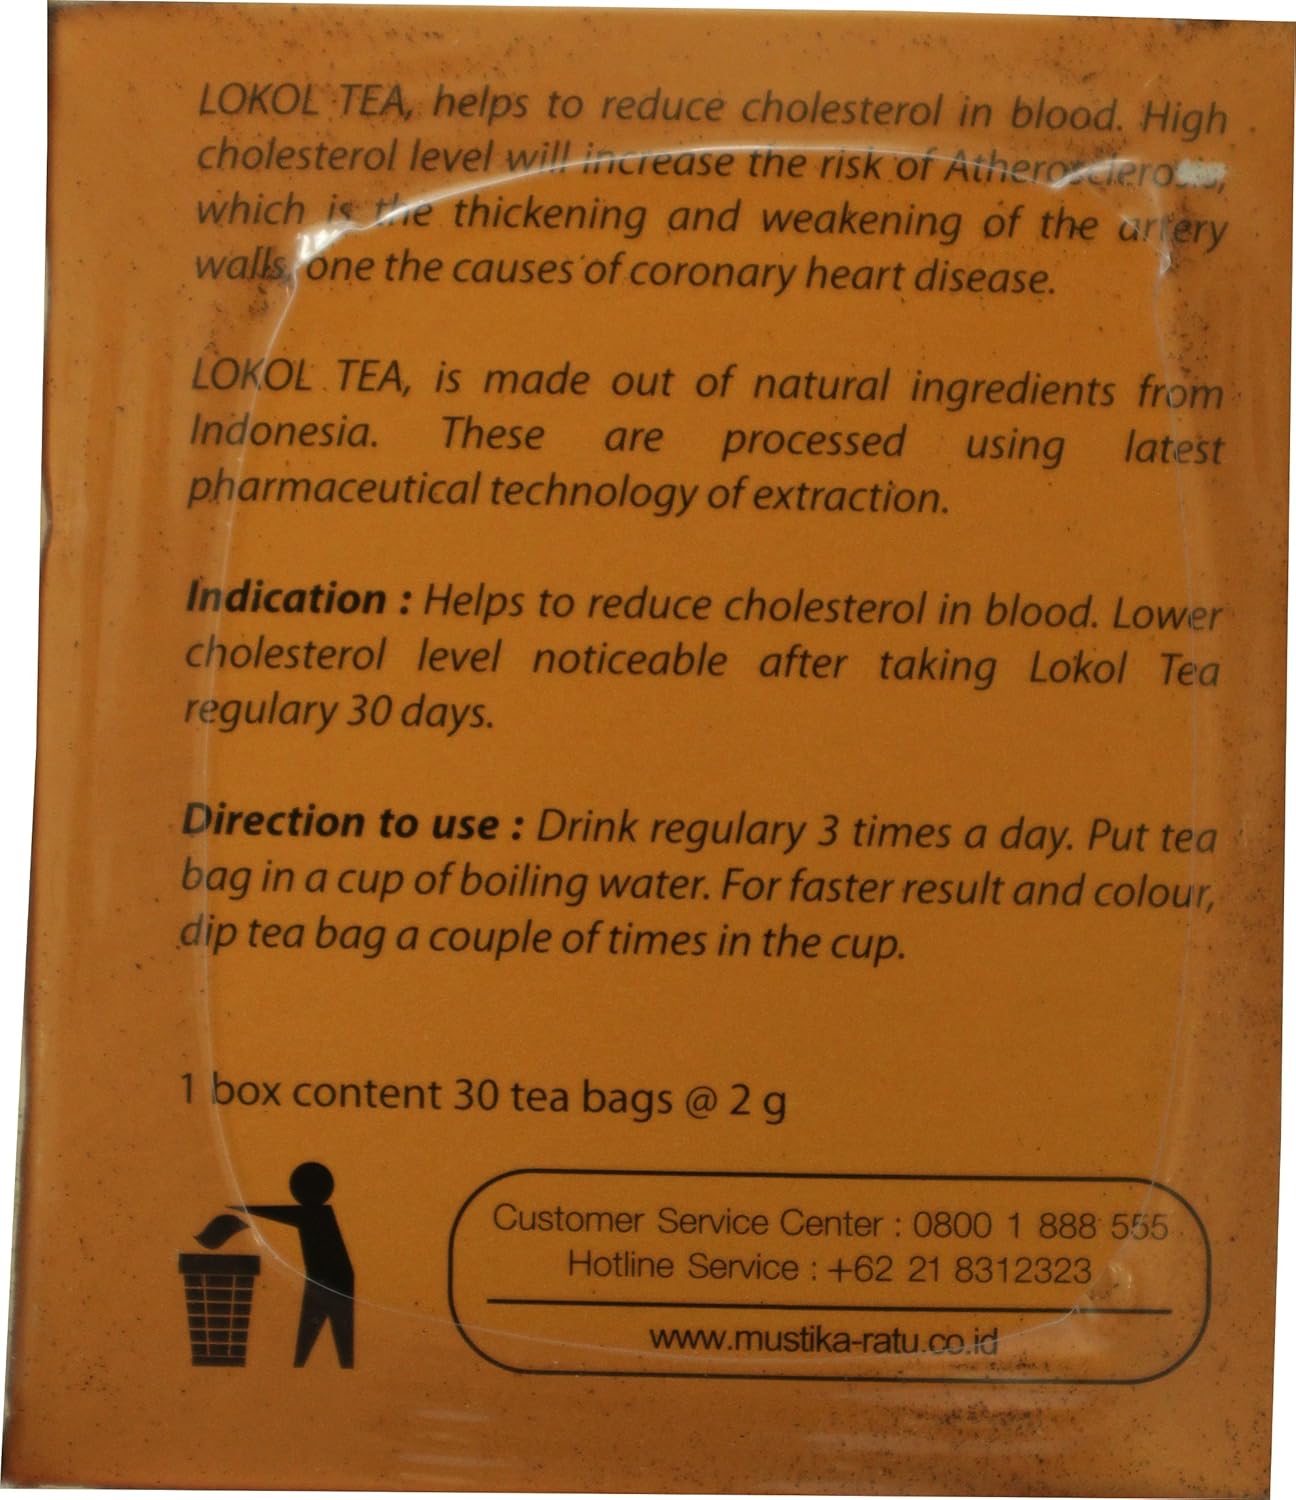 LOKOL TEA, helps to reduce cholesterol in blood. High
cholesterol level will increase the risk of Atherosclerosis,
which is the thickening and weakening of the artery
walls, one the causes of coronary heart disease.
LOKOL TEA, is made out of natural ingredients from
Indonesia. These are processed using latest
pharmaceutical technology of extraction.
Indication : Helps to reduce cholesterol in blood. Lower
cholesterol level noticeable after taking Lokol Tea
regulary 30 days.
Direction to use : Drink regulary 3 times a day. Put tea
bag in a cup of boiling water. For faster result and colour,
dip tea bag a couple of times in the cup.
1 box content 30 tea bags @ 2 g
Customer Service Center : 0800 1 888 555
Hotline Service : +62 21 8312323
www.mustika-ratu.co.id